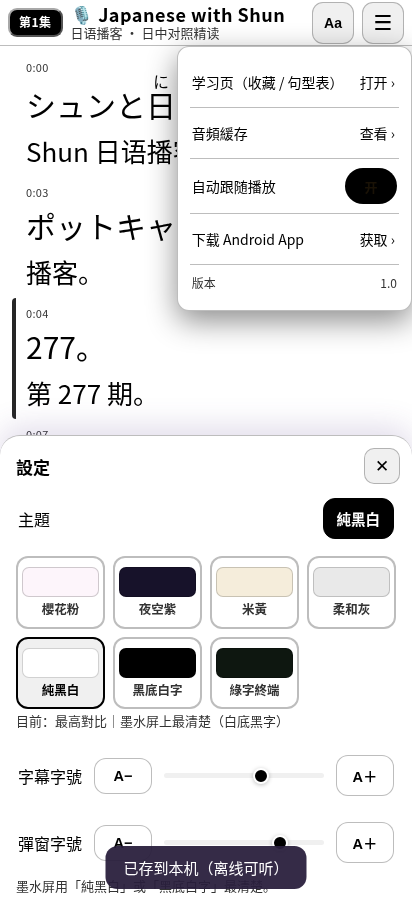 第1集
🎙️ Japanese with Shun
日语播客 · 日中对照精读
Aa
☰
学习页（收藏 / 句型表） 打开 ›
音頻緩存 查看 ›
自动跟随播放 开
下载 Android App 获取 ›
版本 1.0
0:00
に
シュンと日
Shun 日语播
0:03
ポットキャ
播客。
0:04
277。
第 277 期。
0:07
設定
✕
主題 純黑白
櫻花粉 夜空紫 米黃 柔和灰
純黑白 黑底白字 綠字終端
目前：最高對比｜墨水屏上最清楚（白底黑字）
字幕字號 A− A＋
彈窗字號 A− A＋
已存到本机（离线可听）
墨水屏用「純黑白」或「黑底白字」最清楚。